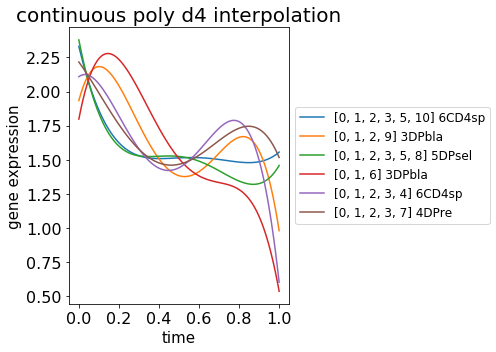 continuous poly d4 interpolation
gene expression
2.25
2.00
1.75
1.50
1.25
1.00
0.75
0.50
0.0 0.2 0.4 0.6 0.8 1.0
time
[0, 1, 2, 3, 5, 10] 6CD4sp
[0, 1, 2, 9] 3DPbla
[0, 1, 2, 3, 5, 8] 5DPsel
[0, 1, 6] 3DPbla
[0, 1, 2, 3, 4] 6CD4sp
[0, 1, 2, 3, 7] 4DPre